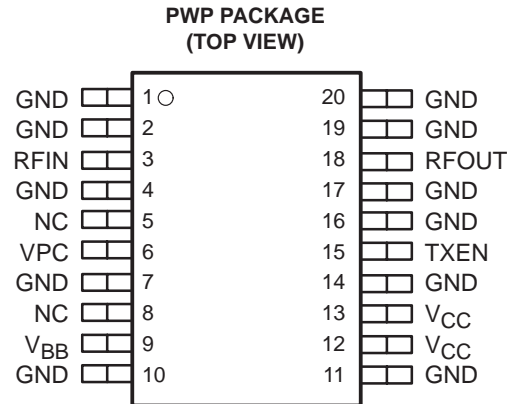 PWP PACKAGE
(TOP VIEW)
GND 1 20 GND
GND 2 19 GND
RFIN 3 18 RFOUT
GND 4 17 GND
NC 5 16 GND
VPC 6 15 TXEN
GND 7 14 GND
NC 8 13 VCC
VBB 9 12 VCC
GND 10 11 GND